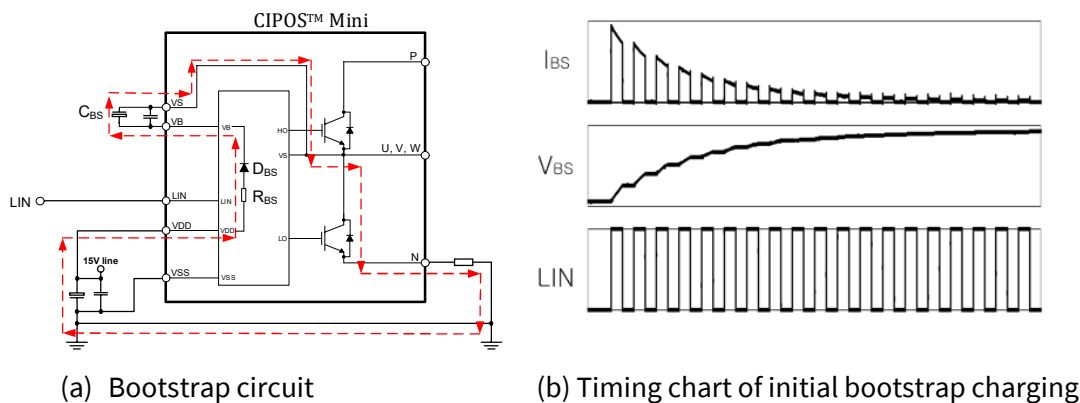 CIPOS™ Mini
P
CBS
VS
VB
VB
HO
VS
U, V, W
DBS
RBS
LIN
LIN
LIN
VDD
VDD
LO
15V line
N
VSS
VSS
(a) Bootstrap circuit
IBS
VBS
LIN
(b) Timing chart of initial bootstrap charging